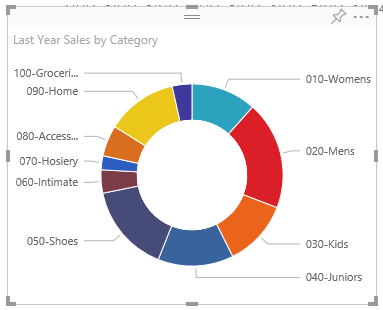 Last Year Sales by Category
100-Groceri...
090-Home
010-Womens
080-Access...
020-Mens
070-Hosiery
060-Intimate
050-Shoes
030-Kids
040-Juniors